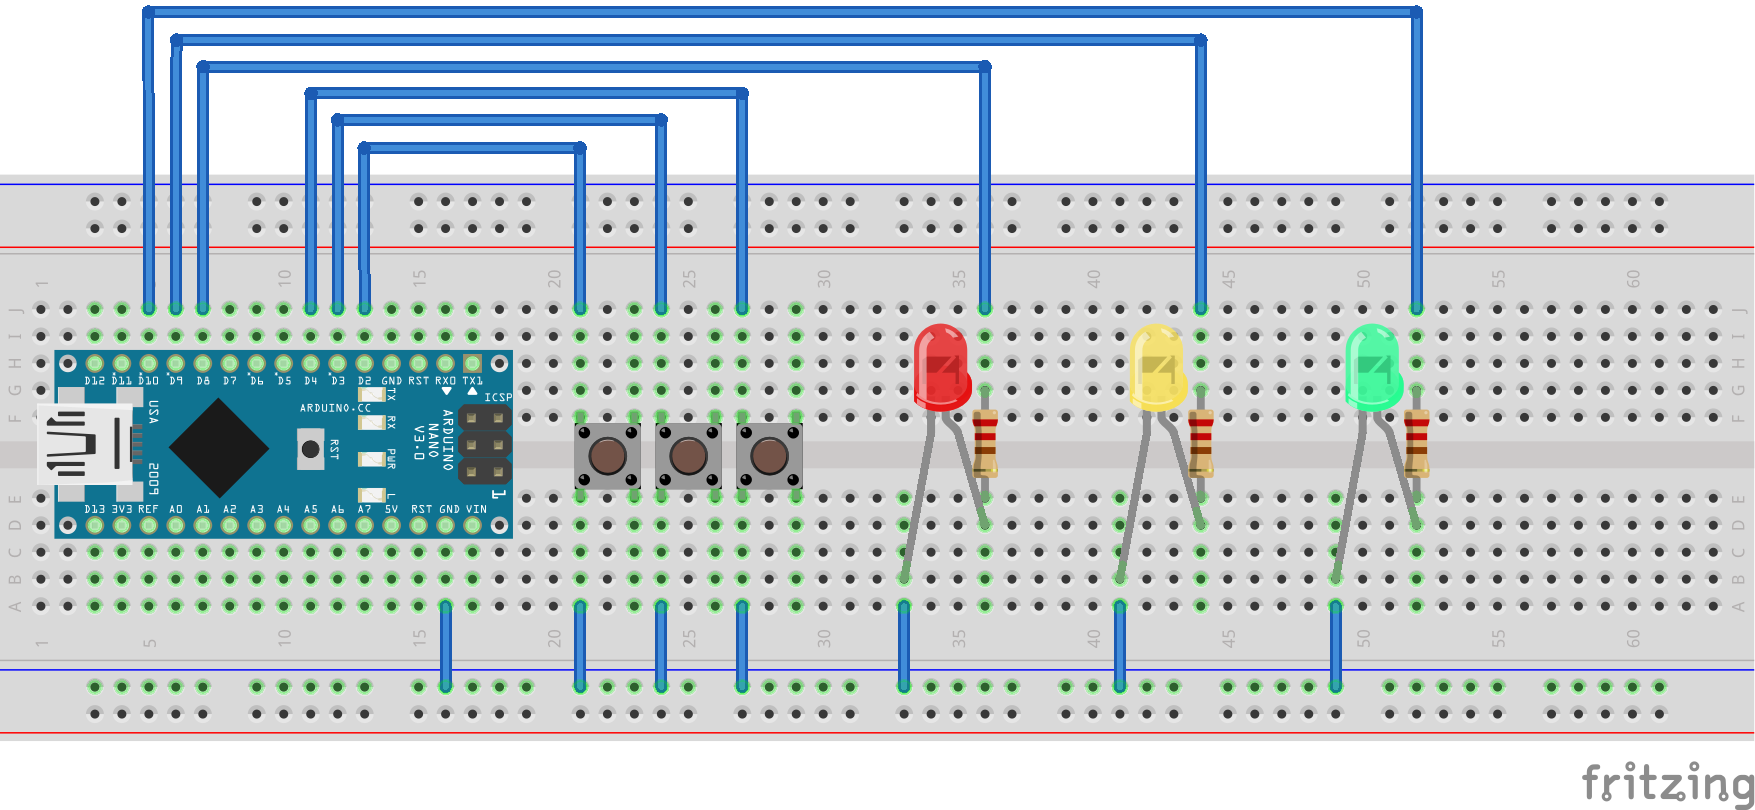 1 5 10 15 20 25 30 35 40 45 50 55 60
J J
I I
H H
G G
F F
D12 D11 D10 D9 D8 D7 D6 D5 D4 D3 D2 GND RST RX0 TX1
ICSP
ARDUINO.CC
TX
RX
PWR
L
RST
USA
2009
ARDUINO
NANO
V3.0
1
D13 3V3 REF A0 A1 A2 A3 A4 A5 A6 A7 5V RST GND VIN
E E
D D
C C
B B
A A
1 5 10 15 20 25 30 35 40 45 50 55 60
fritzing